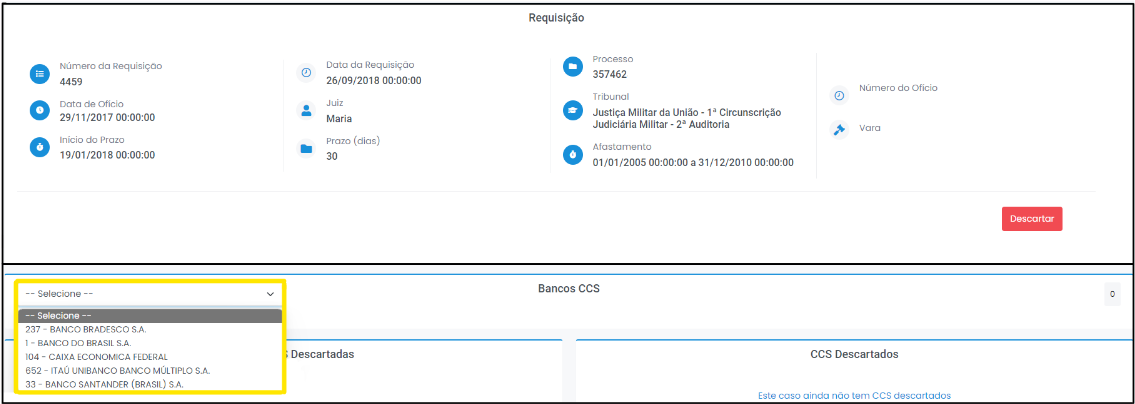 Requisição
Número da Requisição
4459
Data de Ofício
29/11/2017 00:00:00
Início do Prazo
19/01/2018 00:00:00
Data da Requisição
26/09/2018 00:00:00
Juiz
Maria
Prazo (dias)
30
Processo
357462
Tribunal
Justiça Militar da União - 1ª Circunscrição
Judiciária Militar - 2ª Auditoria
Afastamento
01/01/2005 00:00:00 a 31/12/2010 00:00:00
Número do Ofício
Vara
Descartar
-- Selecione --
Bancos CCS
0
-- Selecione --
237 - BANCO BRADESCO S.A.
1 - BANCO DO BRASIL S.A.
104 - CAIXA ECONOMICA FEDERAL
652 - ITAÚ UNIBANCO BANCO MÚLTIPLO S.A.
33 - BANCO SANTANDER (BRASIL) S.A.
Descartadas
CCS Descartados
Este caso ainda não tem CCS descartados